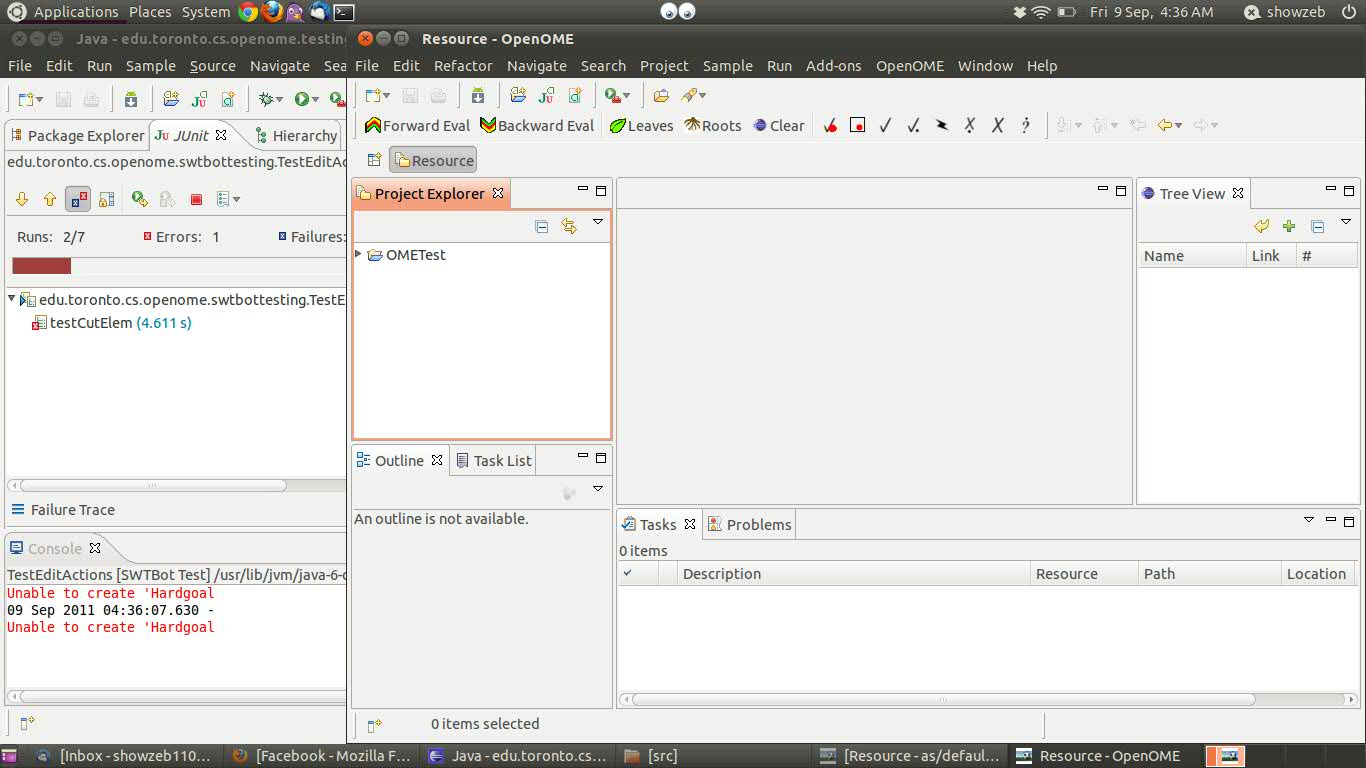 Applications Places System
Fri 9 Sep, 4:36 AM showzeb
Java - edu.toronto.cs.openome.testing
File Edit Run Sample Source Navigate Sea
Package Explorer JUnit Hierarchy
edu.toronto.cs.openome.swtbottesting.TestEditAc
Runs: 2/7 Errors: 1 Failures:
edu.toronto.cs.openome.swtbottesting.TestE
testCutElem (4.611 s)
Failure Trace
Console
TestEditActions [SWTBot Test] /usr/lib/jvm/java-6-o
Unable to create 'Hardgoal
09 Sep 2011 04:36:07.630 -
Unable to create 'Hardgoal
Resource - OpenOME
File Edit Refactor Navigate Search Project Sample Run Add-ons OpenOME Window Help
Forward Eval Backward Eval Leaves Roots Clear
Resource
Project Explorer
OMETest
Outline Task List
An outline is not available.
Tree View
Name Link #
Tasks Problems
0 items
Description Resource Path Location
0 items selected
[Inbox - showzeb110... [Facebook - Mozilla F... Java - edu.toronto.cs... [src] [Resource - as/defaul... Resource - OpenOME